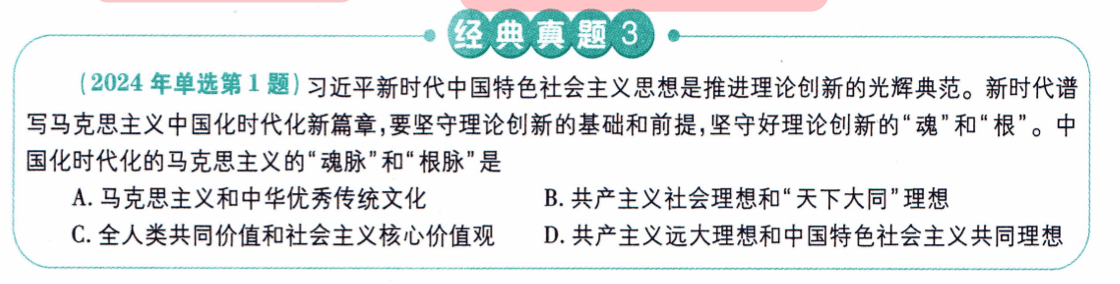 经典真题3
(2024年单选第1题)习近平新时代中国特色社会主义思想是推进理论创新的光辉典范。新时代谱
写马克思主义中国化时代化新篇章,要坚守理论创新的基础和前提,坚守好理论创新的“魂”和“根”。中
国化时代化的马克思主义的“魂脉”和“根脉”是
A. 马克思主义和中华优秀传统文化 B. 共产主义社会理想和“天下大同”理想
C. 全人类共同价值和社会主义核心价值观 D. 共产主义远大理想和中国特色社会主义共同理想